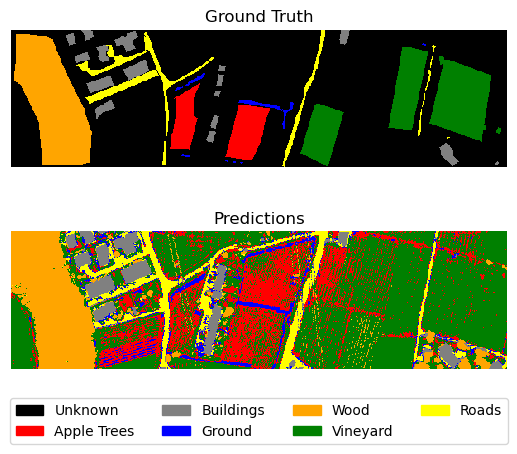 Ground Truth
Predictions
Unknown Buildings Wood Roads
Apple Trees Ground Vineyard